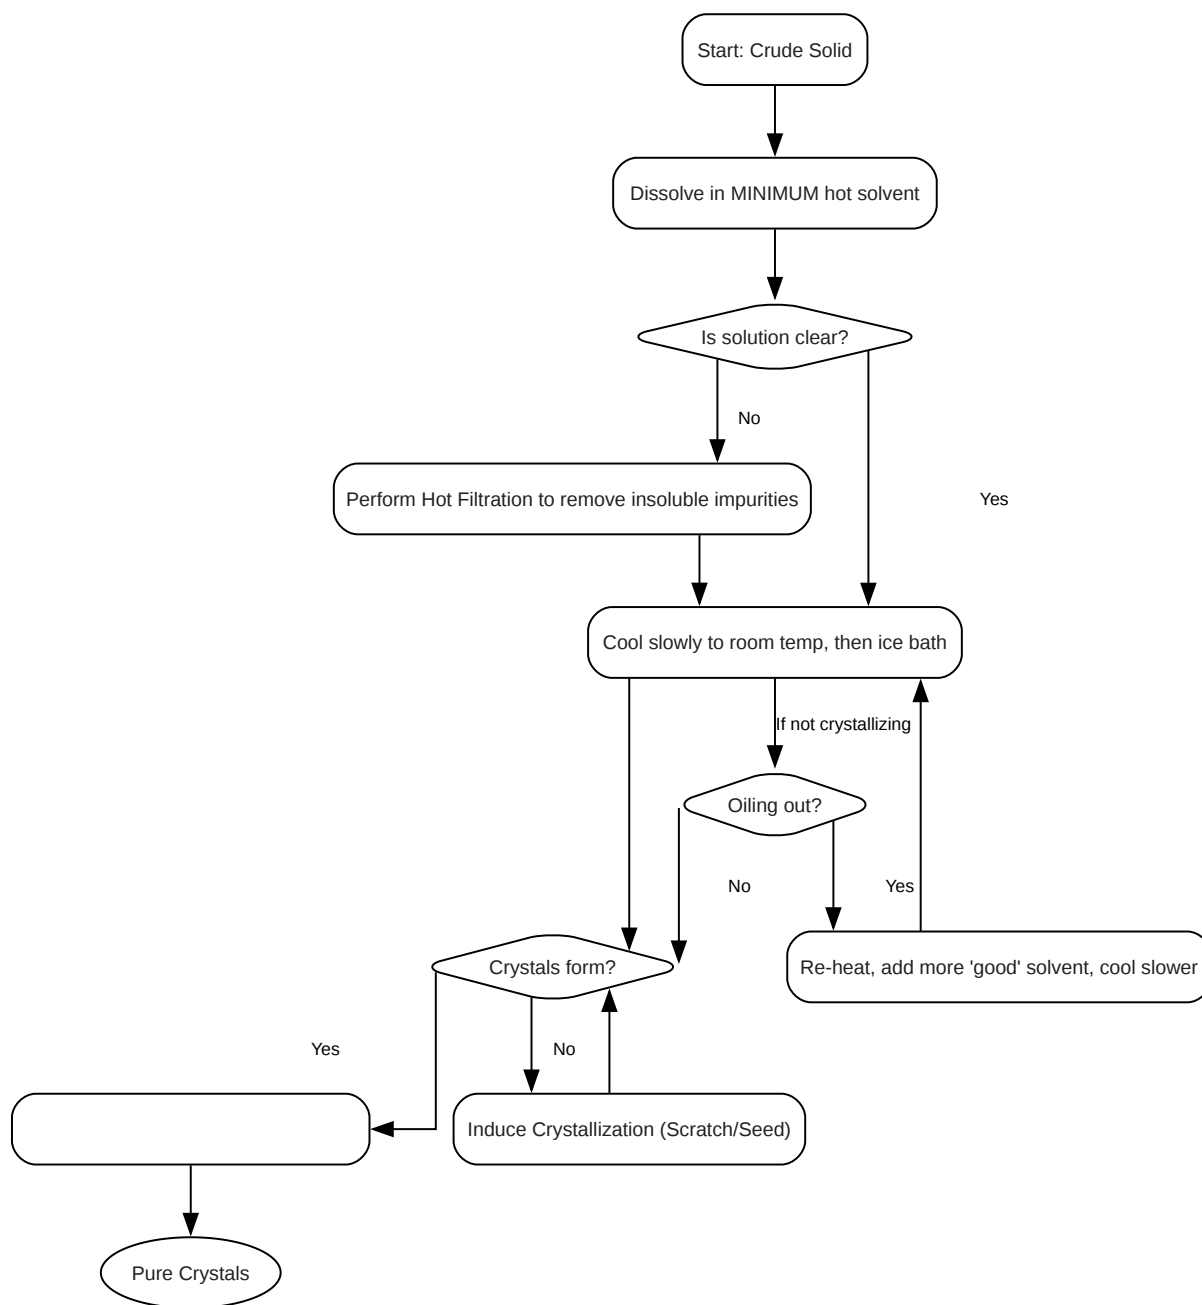 Start: Crude Solid
Dissolve in MINIMUM hot solvent
Is solution clear?
No
Perform Hot Filtration to remove insoluble impurities
Yes
Cool slowly to room temp, then ice bath
If not crystallizing
Oiling out?
No
Yes
Re-heat, add more 'good' solvent, cool slower
Crystals form?
Yes
No
Induce Crystallization (Scratch/Seed)
Pure Crystals